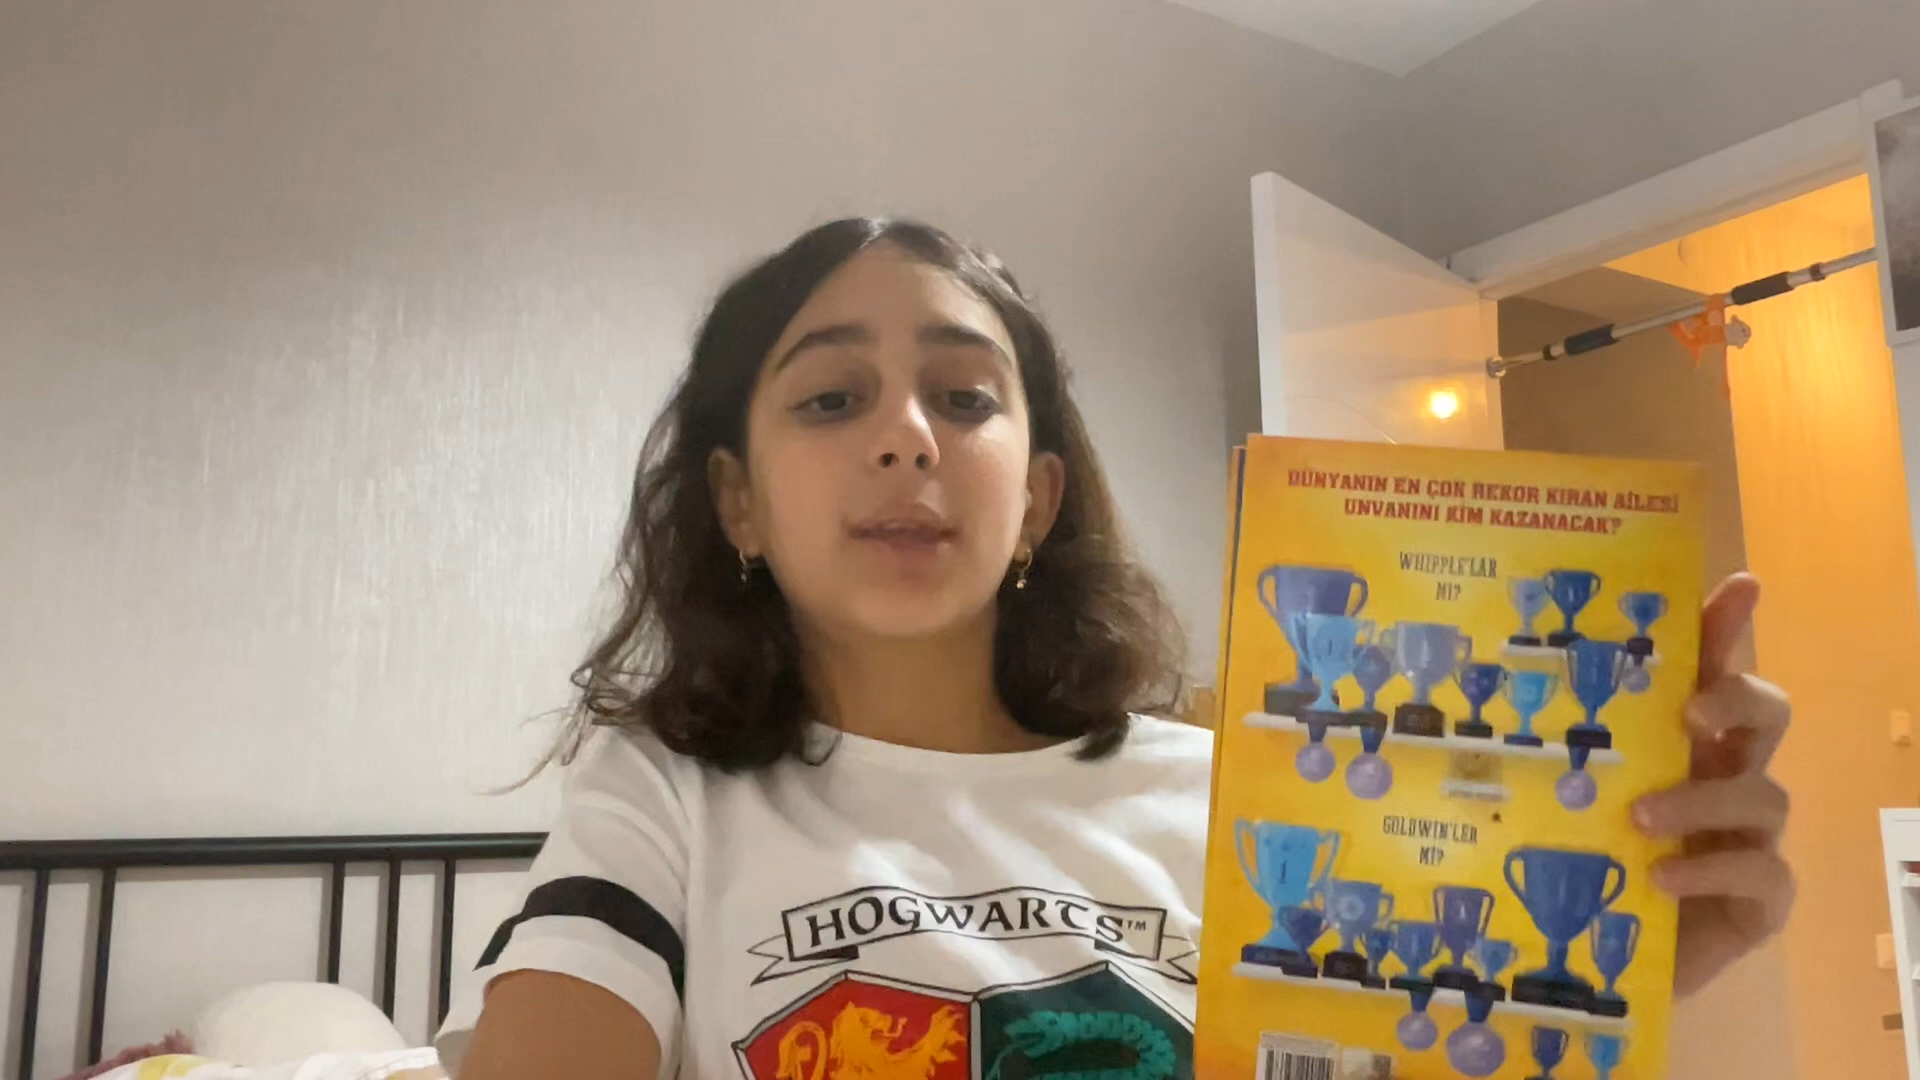 DÜNYANIN EN ÇOK REKOR KIRAN AİLESİ
UNVANINI KİM KAZANACAK?
WHIPPLE'LAR
MI?
GOLDWIN'LER
Mİ?
HOGWARTS™